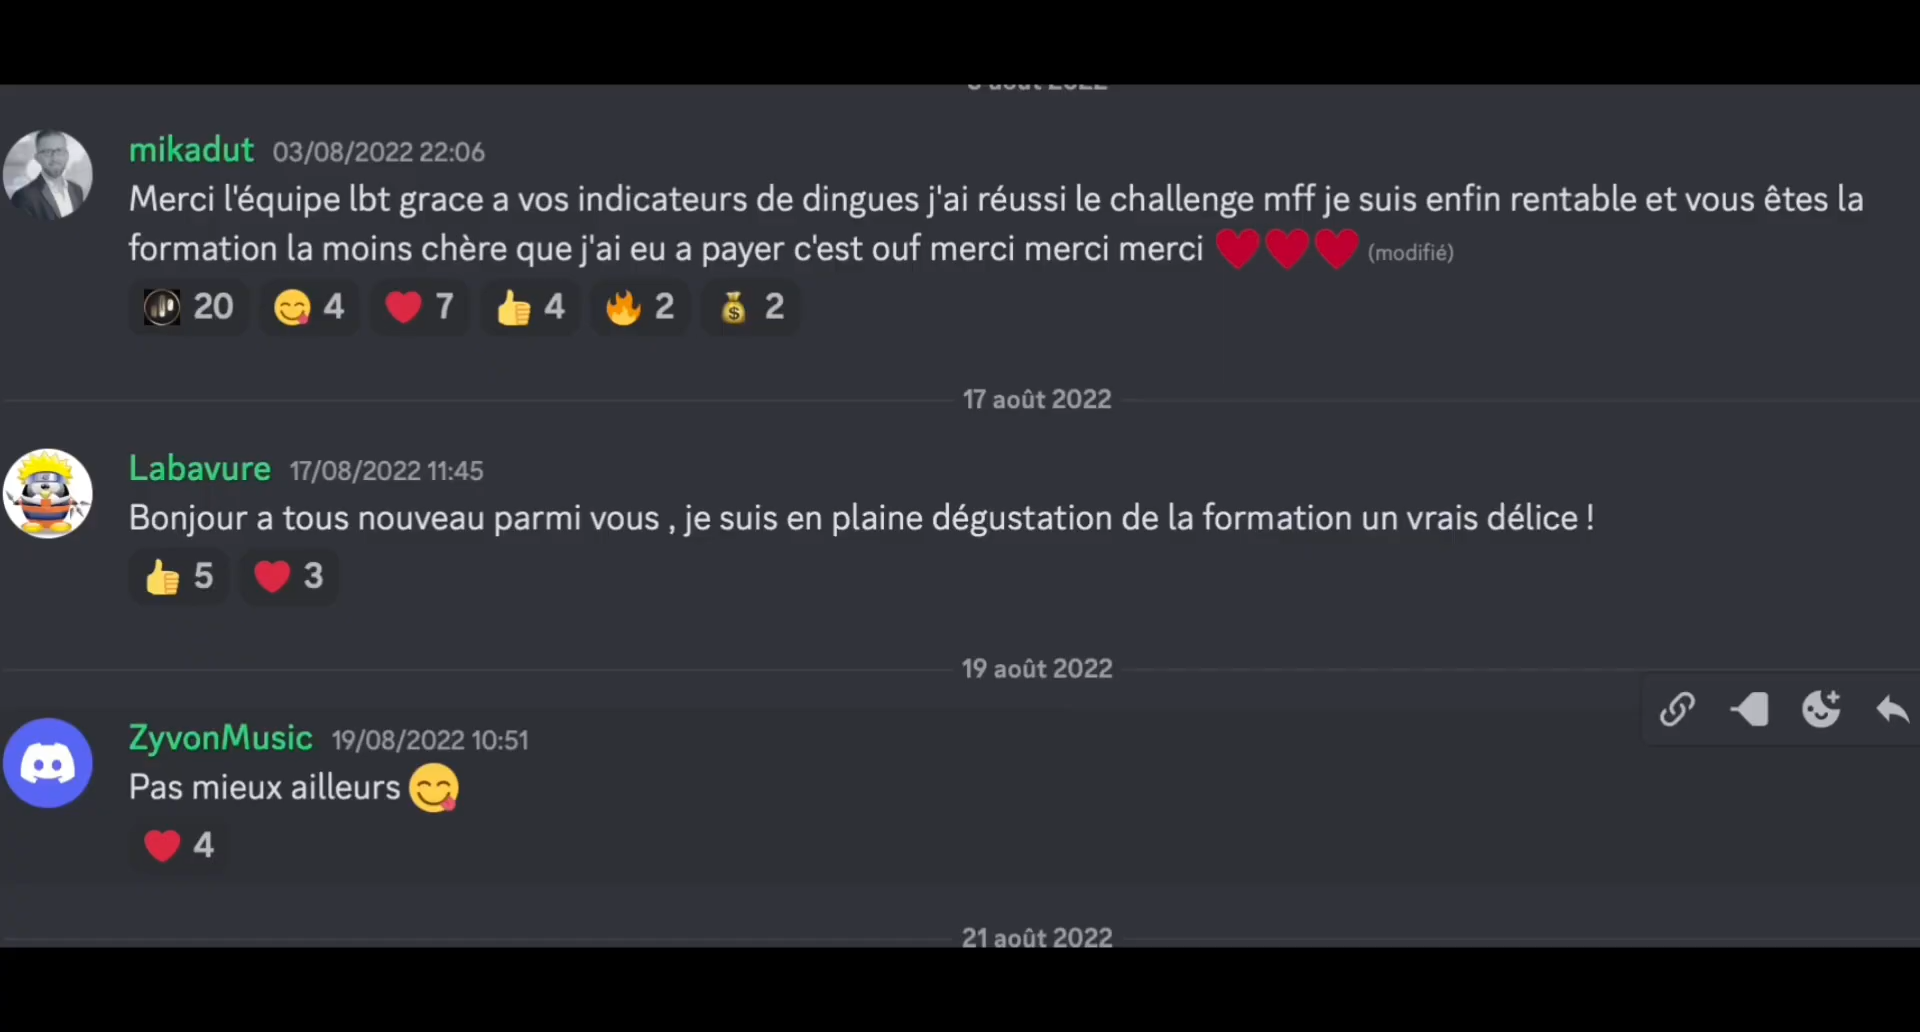 mikadut 03/08/2022 22:06
Merci l'équipe lbt grace a vos indicateurs de dingues j'ai réussi le challenge mff je suis enfin rentable et vous êtes la
formation la moins chère que j'ai eu a payer c'est ouf merci merci merci ❤️❤️❤️ (modifié)
20 😋 4 ❤️ 7 👍 4 🔥 2 💰 2
17 août 2022
Labavure 17/08/2022 11:45
Bonjour a tous nouveau parmi vous , je suis en plaine dégustation de la formation un vrais délice !
👍 5 ❤️ 3
19 août 2022
ZyvonMusic 19/08/2022 10:51
Pas mieux ailleurs 😋
❤️ 4
21 août 2022